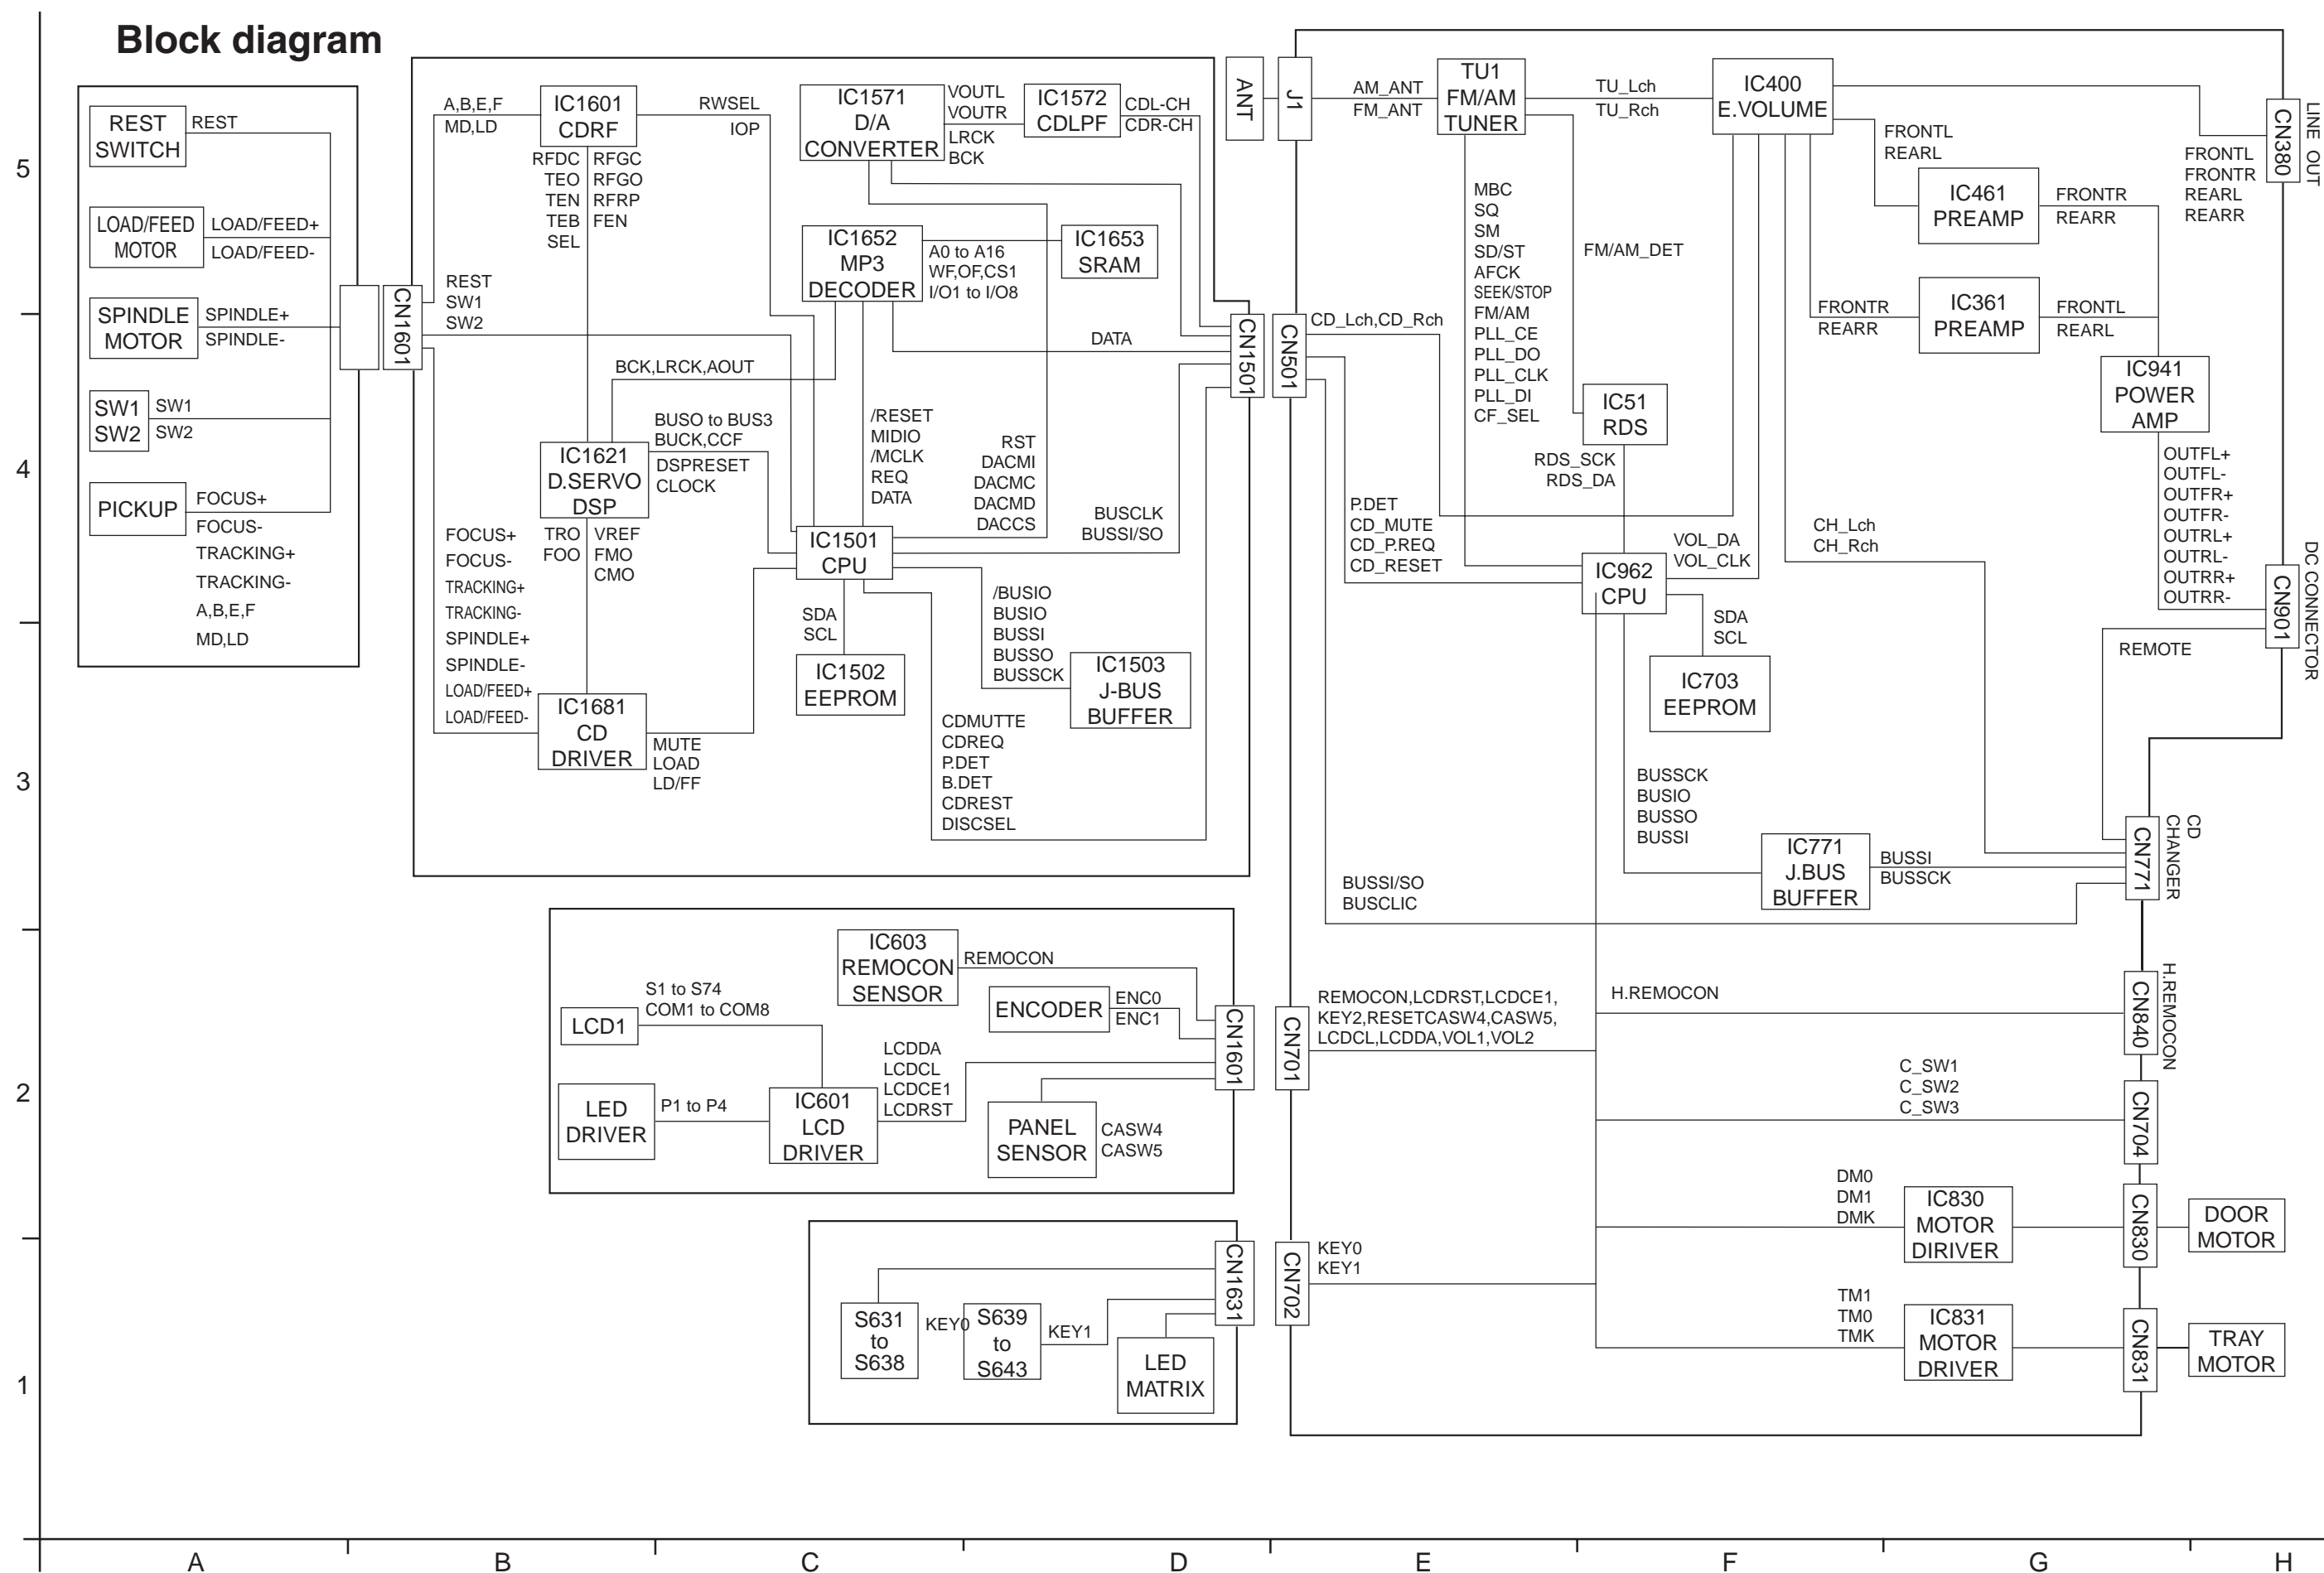 Block diagram
REST
SWITCH
REST
LOAD/FEED
MOTOR
LOAD/FEED+
LOAD/FEED-
SPINDLE
MOTOR
SPINDLE+
SPINDLE-
SW1
SW2
SW1
SW2
PICKUP
FOCUS+
FOCUS-
TRACKING+
TRACKING-
A,B,E,F
MD,LD
CN1601
A,B,E,F
MD,LD
IC1601
CDRF
RWSEL
IOP
RFDC
TEO
TEN
TEB
SEL
RFGC
RFGO
RFRP
FEN
REST
SW1
SW2
IC1571
D/A
CONVERTER
VOUTL
VOUTR
LRCK
BCK
IC1572
CDLPF
CDL-CH
CDR-CH
IC1652
MP3
DECODER
A0 to A16
WF,OF,CS1
I/O1 to I/O8
IC1653
SRAM
DATA
CN1501
BCK,LRCK,AOUT
BUSO to BUS3
BUCK,CCF
DSPRESET
CLOCK
IC1621
D.SERVO
DSP
/RESET
MIDIO
/MCLK
REQ
DATA
RST
DACMI
DACMC
DACMD
DACCS
BUSCLK
BUSSI/SO
FOCUS+
FOCUS-
TRACKING+
TRACKING-
SPINDLE+
SPINDLE-
LOAD/FEED+
LOAD/FEED-
TRO
FOO
VREF
FMO
CMO
IC1501
CPU
SDA
SCL
IC1502
EEPROM
/BUSIO
BUSIO
BUSSI
BUSSO
BUSSCK
IC1503
J-BUS
BUFFER
IC1681
CD
DRIVER
MUTE
LOAD
LD/FF
CDMUTTE
CDREQ
P.DET
B.DET
CDREST
DISCSEL
ANT
J1
AM_ANT
FM_ANT
TU1
FM/AM
TUNER
TU_Lch
TU_Rch
IC400
E.VOLUME
FRONTL
REARL
CN380
LINE OUT
FRONTL
FRONTR
REARL
REARR
IC461
PREAMP
FRONTR
REARR
MBC
SQ
SM
SD/ST
AFCK
SEEK/STOP
FM/AM
PLL_CE
PLL_DO
PLL_CLK
PLL_DI
CF_SEL
FM/AM_DET
FRONTR
REARR
IC361
PREAMP
FRONTL
REARL
CN501
CD_Lch,CD_Rch
IC51
RDS
RDS_SCK
RDS_DA
IC941
POWER
AMP
OUTFL+
OUTFL-
OUTFR+
OUTFR-
OUTRL+
OUTRL-
OUTRR+
OUTRR-
P.DET
CD_MUTE
CD_P.REQ
CD_RESET
IC962
CPU
VOL_DA
VOL_CLK
CH_Lch
CH_Rch
SDA
SCL
IC703
EEPROM
CN901
DC CONNECTOR
REMOTE
BUSSCK
BUSIO
BUSSO
BUSSI
IC771
J.BUS
BUFFER
BUSSI
BUSSCK
CN771
CD
CHANGER
BUSSI/SO
BUSCLIC
IC603
REMOCON
SENSOR
REMOCON
ENCODER
ENC0
ENC1
CN1601
LCD1
S1 to S74
COM1 to COM8
LCDDA
LCDCL
LCDCE1
LCDRST
LED
DRIVER
P1 to P4
IC601
LCD
DRIVER
PANEL
SENSOR
CASW4
CASW5
CN701
REMOCON,LCDRST,LCDCE1,
KEY2,RESETCASW4,CASW5,
LCDCL,LCDDA,VOL1,VOL2
H.REMOCON
CN840
H.REMOCON
C_SW1
C_SW2
C_SW3
CN704
DM0
DM1
DMK
IC830
MOTOR
DIRIVER
CN830
DOOR
MOTOR
CN1631
S631
to
S638
KEY0
S639
to
S643
KEY1
LED
MATRIX
CN702
KEY0
KEY1
TM1
TM0
TMK
IC831
MOTOR
DRIVER
CN831
TRAY
MOTOR
5
4
3
2
1
A
B
C
D
E
F
G
H